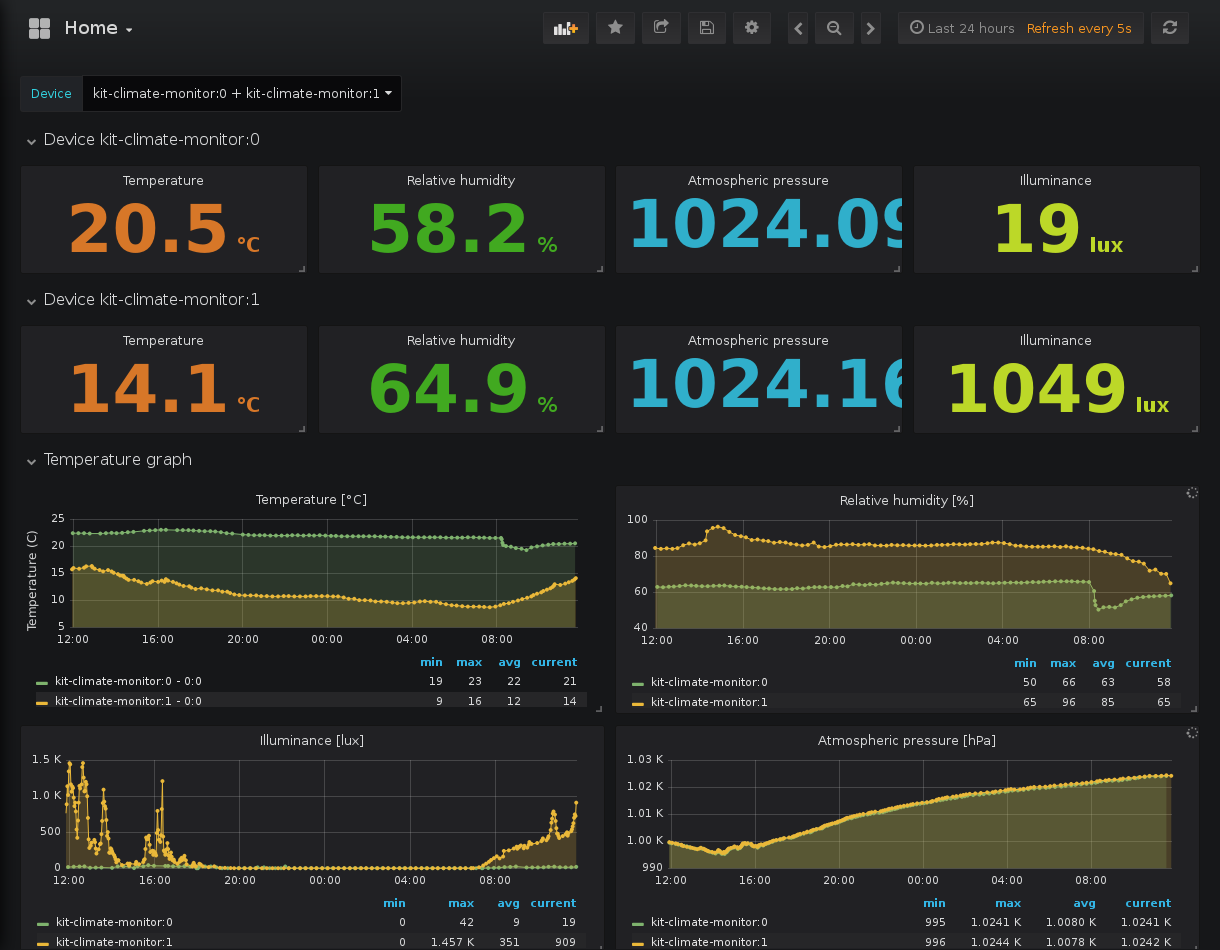 Home
Last 24 hours Refresh every 5s
Device kit-climate-monitor:0 + kit-climate-monitor:1
Device kit-climate-monitor:0
Temperature Relative humidity Atmospheric pressure Illuminance
20.5 °C 58.2 % 1024.09 19 lux
Device kit-climate-monitor:1
Temperature Relative humidity Atmospheric pressure Illuminance
14.1 °C 64.9 % 1024.16 1049 lux
Temperature graph
Temperature [°C]
Temperature (C)
25
20
15
10
5
12:00 16:00 20:00 00:00 04:00 08:00
min max avg current
kit-climate-monitor:0 - 0:0 19 23 22 21
kit-climate-monitor:1 - 0:0 9 16 12 14
Relative humidity [%]
100
80
60
40
12:00 16:00 20:00 00:00 04:00 08:00
min max avg current
kit-climate-monitor:0 50 66 63 58
kit-climate-monitor:1 65 96 85 65
Illuminance [lux]
1.5 K
1.0 K
500
0
12:00 16:00 20:00 00:00 04:00 08:00
min max avg current
kit-climate-monitor:0 0 42 9 19
kit-climate-monitor:1 0 1.457 K 351 909
Atmospheric pressure [hPa]
1.03 K
1.02 K
1.01 K
1.00 K
990
12:00 16:00 20:00 00:00 04:00 08:00
min max avg current
kit-climate-monitor:0 995 1.0241 K 1.0080 K 1.0241 K
kit-climate-monitor:1 996 1.0244 K 1.0078 K 1.0242 K